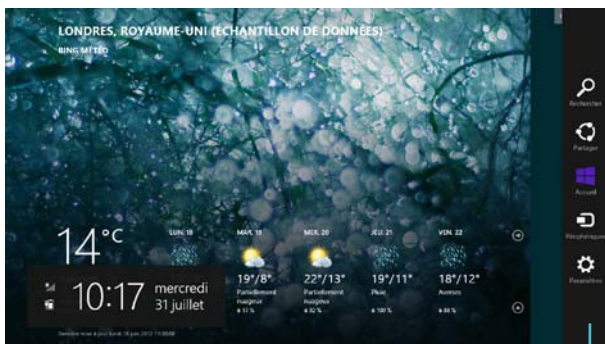 LONDRES, ROYAUME-UNI (ECHANTILLON DE DONNÉES)
BING MÉTÉO
Rechercher
Partager
Accueil
Périphériques
Paramètres
14°C
LUN. 18
MAR. 19
MER. 20
JEU. 21
VEN. 22
19°/8°
22°/13°
19°/11°
18°/12°
Partiellement nuageux
Partiellement nuageux
Pluie
Averses
100 %
10:17
mercredi
31 juillet